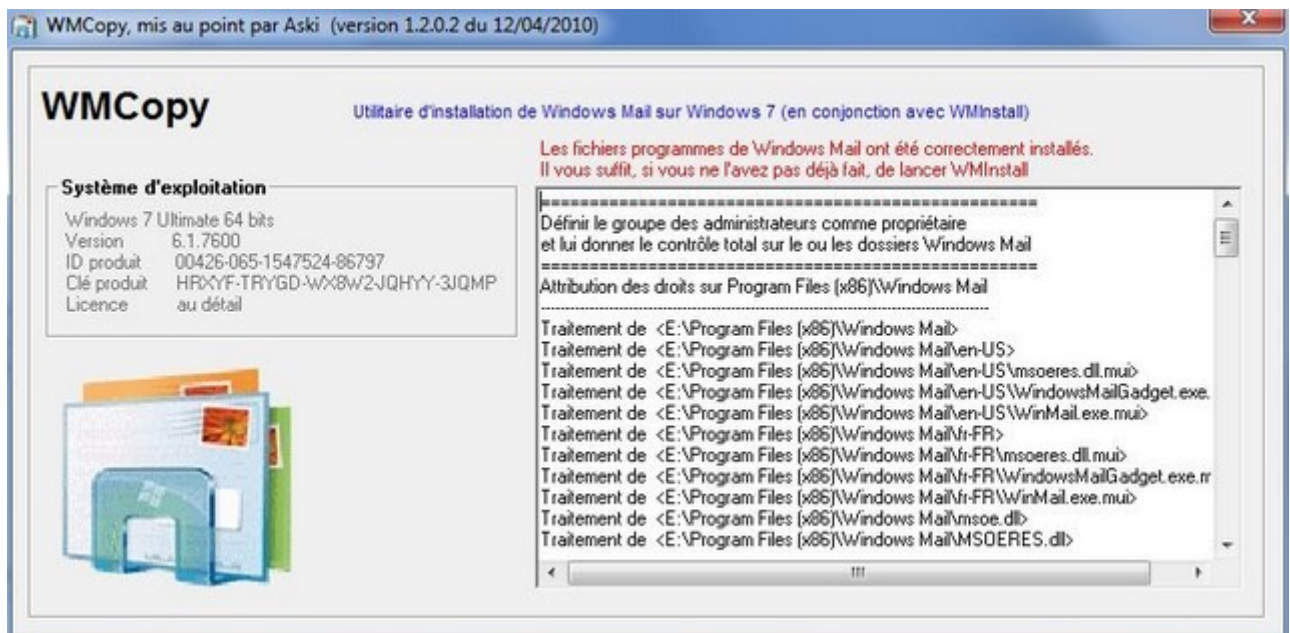 WMCopy, mis au point par Aski (version 1.2.0.2 du 12/04/2010)
WMCopy
Utilitaire d'installation de Windows Mail sur Windows 7 (en conjonction avec WMInstall)
Les fichiers programmes de Windows Mail ont été correctement installés.
Il vous suffit, si vous ne l'avez pas déjà fait, de lancer WMInstall
Système d'exploitation
Windows 7 Ultimate 64 bits
Version 6.1.7600
ID produit 00426-065-1547524-86797
Clé produit HRXYF-TRYGD-WX8W2-JQHYY-3JQMP
Licence au détail
=====================================================
Définir le groupe des administrateurs comme propriétaire
et lui donner le contrôle total sur le ou les dossiers Windows Mail
=====================================================
Attribution des droits sur Program Files (x86)\Windows Mail
-----------------------------------------------------------------------------------------
Traitement de <E:\Program Files (x86)\Windows Mail>
Traitement de <E:\Program Files (x86)\Windows Mail\en-US>
Traitement de <E:\Program Files (x86)\Windows Mail\en-US\msoeres.dll.mui>
Traitement de <E:\Program Files (x86)\Windows Mail\en-US\WindowsMailGadget.exe.
Traitement de <E:\Program Files (x86)\Windows Mail\en-US\WinMail.exe.mui>
Traitement de <E:\Program Files (x86)\Windows Mail\fr-FR>
Traitement de <E:\Program Files (x86)\Windows Mail\fr-FR\msoeres.dll.mui>
Traitement de <E:\Program Files (x86)\Windows Mail\fr-FR\WindowsMailGadget.exe.m
Traitement de <E:\Program Files (x86)\Windows Mail\fr-FR\WinMail.exe.mui>
Traitement de <E:\Program Files (x86)\Windows Mail\msoe.dll>
Traitement de <E:\Program Files (x86)\Windows Mail\MSOERES.dll>